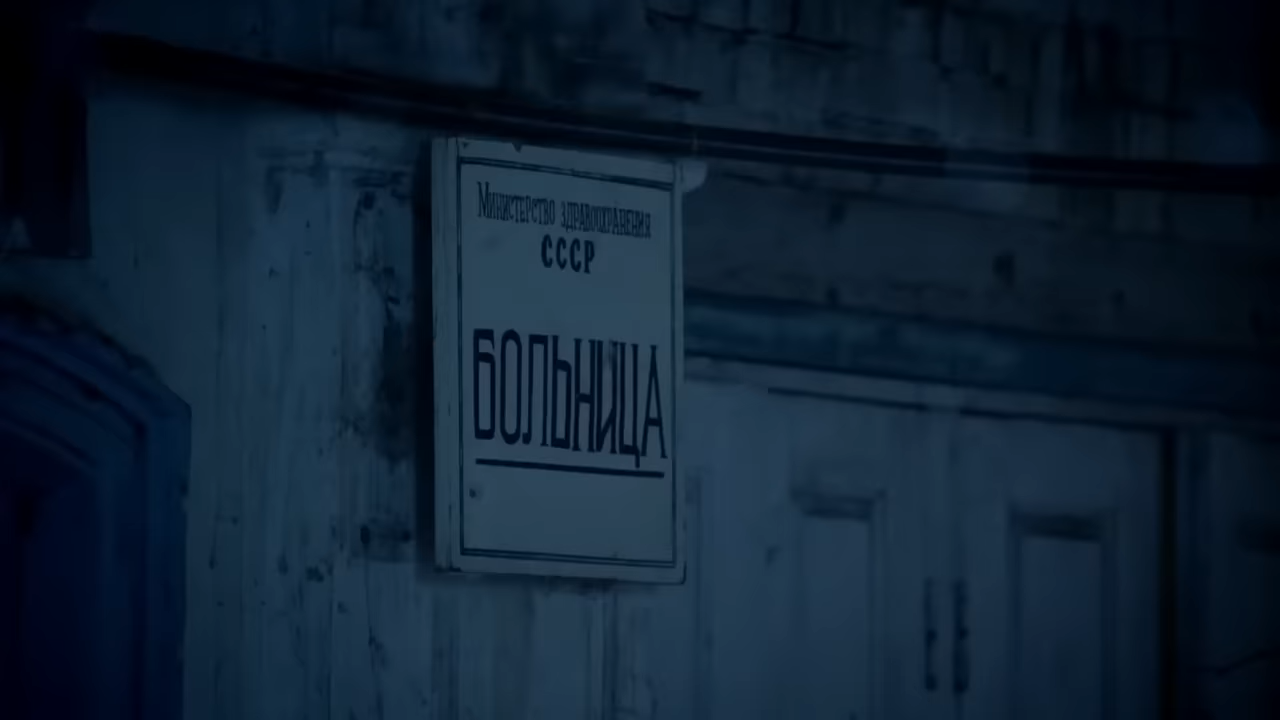 Министерство здравоохранения
СССР
БОЛЬНИЦА